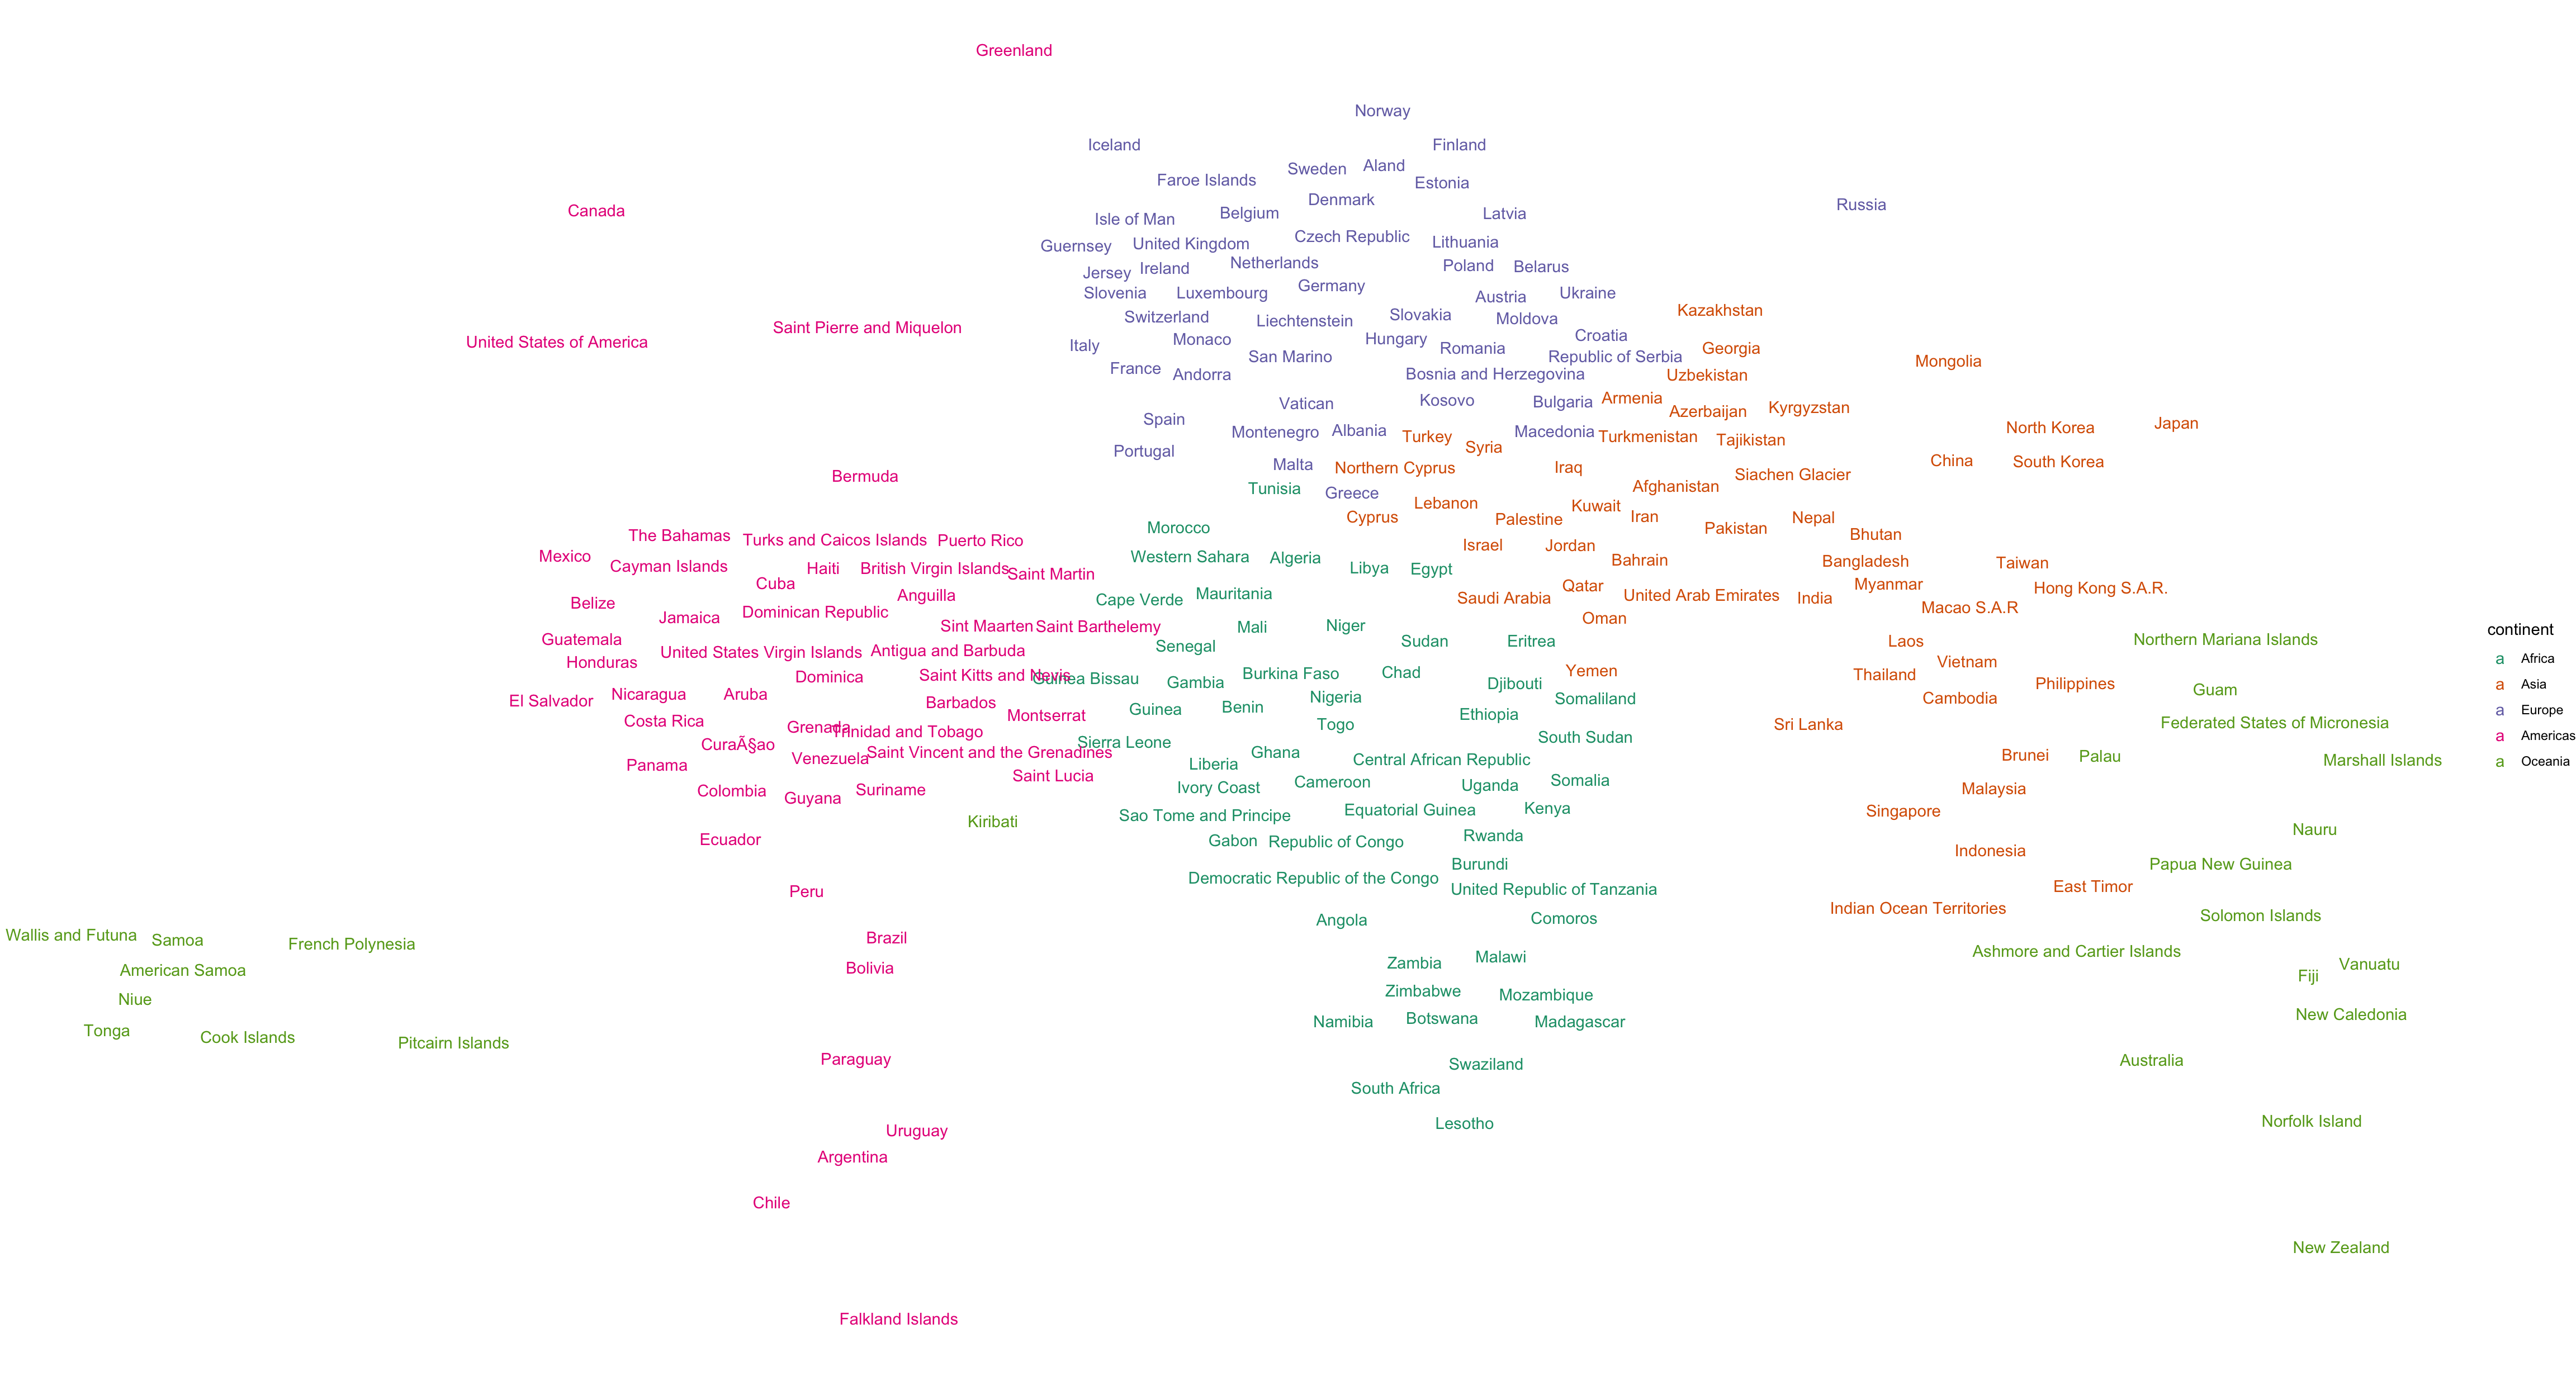 Greenland
Norway
Iceland
Finland
Sweden
Aland
Faroe Islands
Estonia
Denmark
Russia
Canada
Isle of Man
Belgium
Latvia
Czech Republic
Guernsey
United Kingdom
Lithuania
Netherlands
Jersey
Ireland
Poland
Belarus
Germany
Slovenia
Luxembourg
Austria
Ukraine
Kazakhstan
Switzerland
Liechtenstein
Slovakia
Moldova
Saint Pierre and Miquelon
United States of America
Italy
Monaco
Hungary
Romania
Croatia
Georgia
San Marino
Republic of Serbia
Mongolia
France
Andorra
Bosnia and Herzegovina
Uzbekistan
Vatican
Kosovo
Bulgaria
Armenia
Azerbaijan
Kyrgyzstan
Spain
Montenegro
Albania
Turkey
Macedonia
Turkmenistan
Tajikistan
North Korea
Japan
Portugal
Syria
Malta
Northern Cyprus
Iraq
China
South Korea
Bermuda
Siachen Glacier
Tunisia
Greece
Afghanistan
Lebanon
Kuwait
Cyprus
Palestine
Iran
Nepal
Morocco
Pakistan
Bhutan
The Bahamas
Turks and Caicos Islands
Puerto Rico
Israel
Jordan
Mexico
Western Sahara
Algeria
Bahrain
Bangladesh
Taiwan
Cayman Islands
Haiti
British Virgin Islands
Saint Martin
Libya
Egypt
Cuba
Qatar
Myanmar
Hong Kong S.A.R.
Anguilla
Cape Verde
Mauritania
Saudi Arabia
United Arab Emirates
India
Belize
Macao S.A.R
Jamaica
Dominican Republic
Oman
Sint Maarten
Saint Barthelemy
Mali
Niger
continent
Guatemala
Senegal
Sudan
Eritrea
Laos
Northern Mariana Islands
United States Virgin Islands
Antigua and Barbuda
Honduras
Vietnam
a Africa
Dominica
Saint Kitts and Nevis
Guinea Bissau
Gambia
Burkina Faso
Chad
Yemen
Thailand
Djibouti
Philippines
a Asia
El Salvador
Nicaragua
Aruba
Barbados
Nigeria
Somaliland
Cambodia
Guam
Guinea
Benin
a Europe
Costa Rica
Montserrat
Ethiopia
Grenada
Trinidad and Tobago
Togo
Sri Lanka
Federated States of Micronesia
a Americas
CuraÃ§ao
Sierra Leone
South Sudan
Venezuela
Saint Vincent and the Grenadines
Ghana
Central African Republic
Brunei
Palau
Marshall Islands
a Oceania
Panama
Liberia
Saint Lucia
Cameroon
Somalia
Colombia
Guyana
Suriname
Ivory Coast
Uganda
Malaysia
Kiribati
Sao Tome and Principe
Equatorial Guinea
Kenya
Singapore
Ecuador
Gabon
Republic of Congo
Rwanda
Nauru
Indonesia
Burundi
Papua New Guinea
Peru
Democratic Republic of the Congo
United Republic of Tanzania
East Timor
Angola
Comoros
Indian Ocean Territories
Solomon Islands
Wallis and Futuna
Samoa
French Polynesia
Brazil
Ashmore and Cartier Islands
American Samoa
Bolivia
Zambia
Malawi
Fiji
Vanuatu
Niue
Zimbabwe
Mozambique
Tonga
Cook Islands
Pitcairn Islands
Namibia
Botswana
Madagascar
New Caledonia
Paraguay
Swaziland
Australia
South Africa
Lesotho
Norfolk Island
Uruguay
Argentina
Chile
New Zealand
Falkland Islands